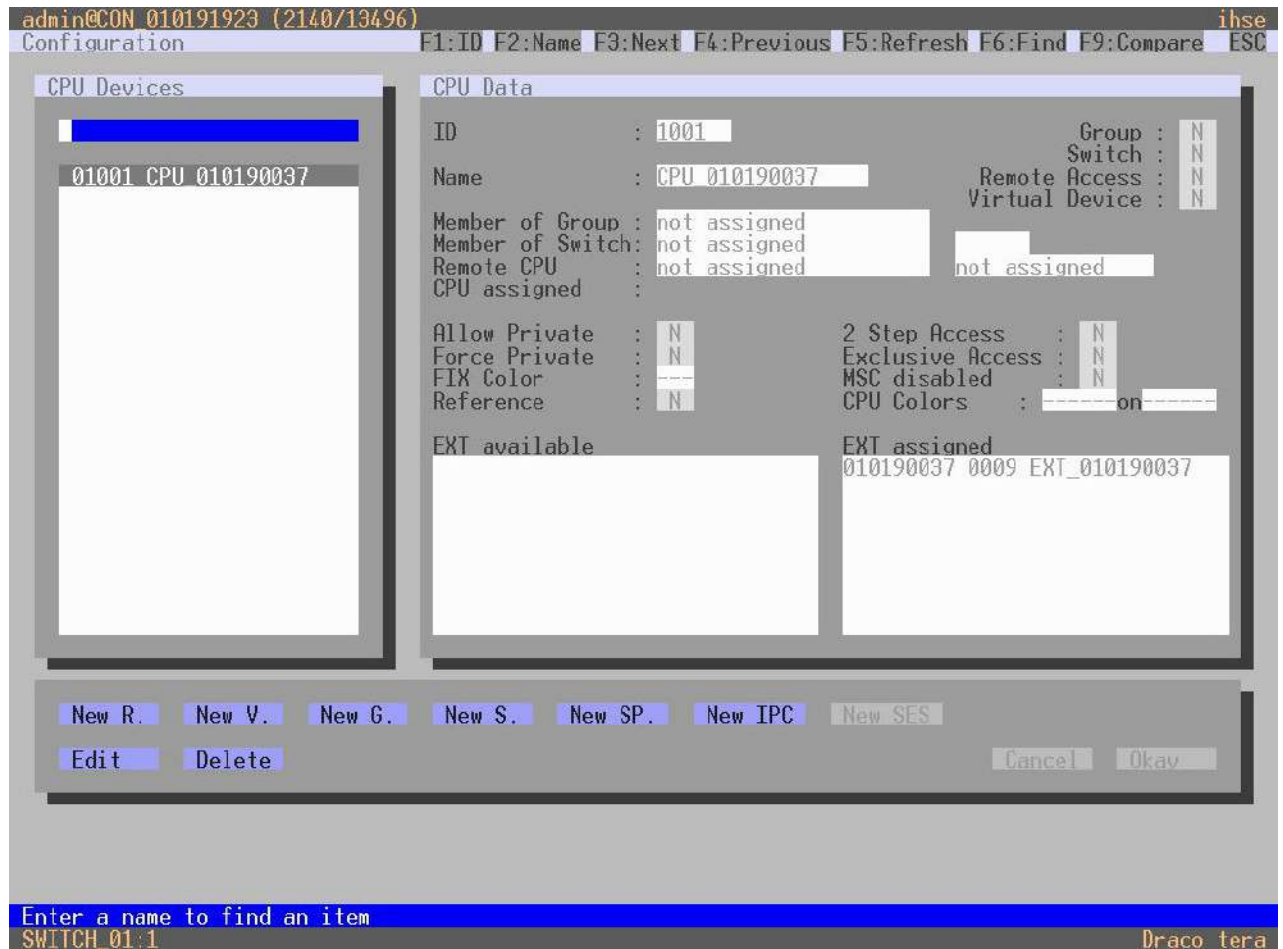 admin@CON_010191923 (2140/13496) ihse
Configuration F1:ID F2:Name F3:Next F4:Previous F5:Refresh F6:Find F9:Compare ESC
CPU Devices
01001 CPU_010190037
CPU Data
ID : 1001
Name : CPU_010190037
Group : N
Switch : N
Remote Access : N
Virtual Device : N
Member of Group : not assigned
Member of Switch: not assigned
Remote CPU : not assigned not assigned
CPU assigned :
Allow Private : N
Force Private : N
FIX Color : ---
Reference : N
2 Step Access : N
Exclusive Access : N
MSC disabled : N
CPU Colors : ------on------
EXT available
EXT assigned
010190037 0009 EXT_010190037
New R. New V. New G. New S. New SP. New IPC New SES
Edit Delete Cancel Okay
Enter a name to find an item
SWITCH_01:1 Draco tera